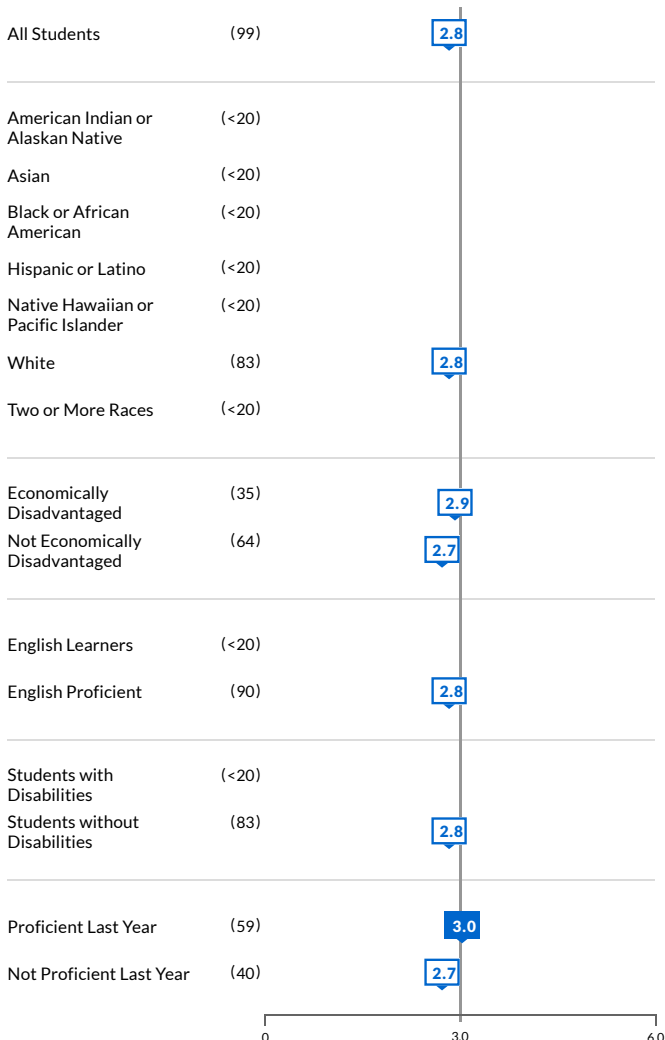 All Students (99) 2.8
American Indian or (<20)
Alaskan Native
Asian (<20)
Black or African (<20)
American
Hispanic or Latino (<20)
Native Hawaiian or (<20)
Pacific Islander
White (83) 2.8
Two or More Races (<20)
Economically (35) 2.9
Disadvantaged
Not Economically (64) 2.7
Disadvantaged
English Learners (<20)
English Proficient (90) 2.8
Students with (<20)
Disabilities
Students without (83) 2.8
Disabilities
Proficient Last Year (59) 3.0
Not Proficient Last Year (40) 2.7
0 3.0 6.0